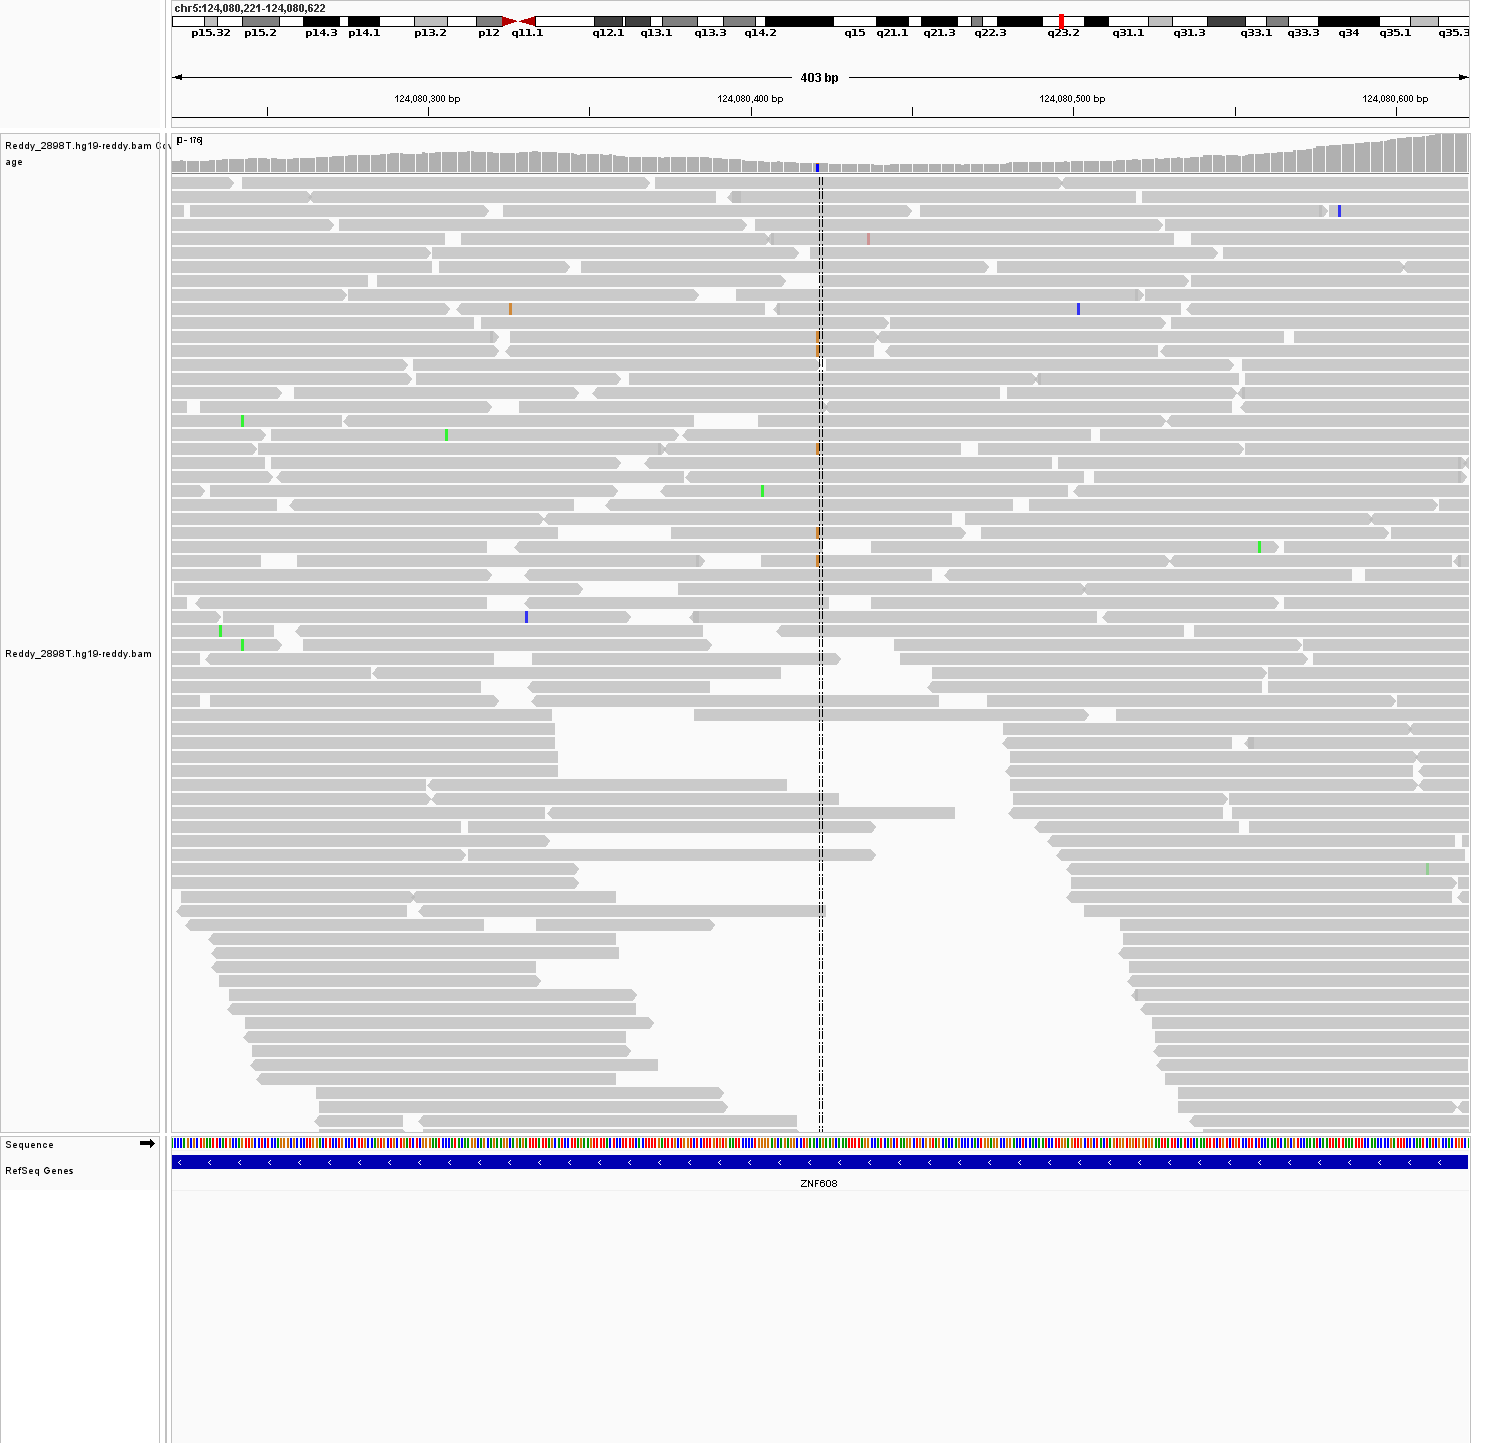 chr5:124,080,221-124,080,622
p15.32 p15.2 p14.3 p14.1 p13.2 p12 q11.1 q12.1 q13.1 q13.3 q14.2 q15 q21.1 q21.3 q22.3 q23.2 q31.1 q31.3 q33.1 q33.3 q34 q35.1 q35.3
403 bp
124,080,300 bp 124,080,400 bp 124,080,500 bp 124,080,600 bp
[0 - 176]
Reddy_2898T.hg19-reddy.bam Cov
age
Reddy_2898T.hg19-reddy.bam
Sequence
RefSeq Genes
ZNF608